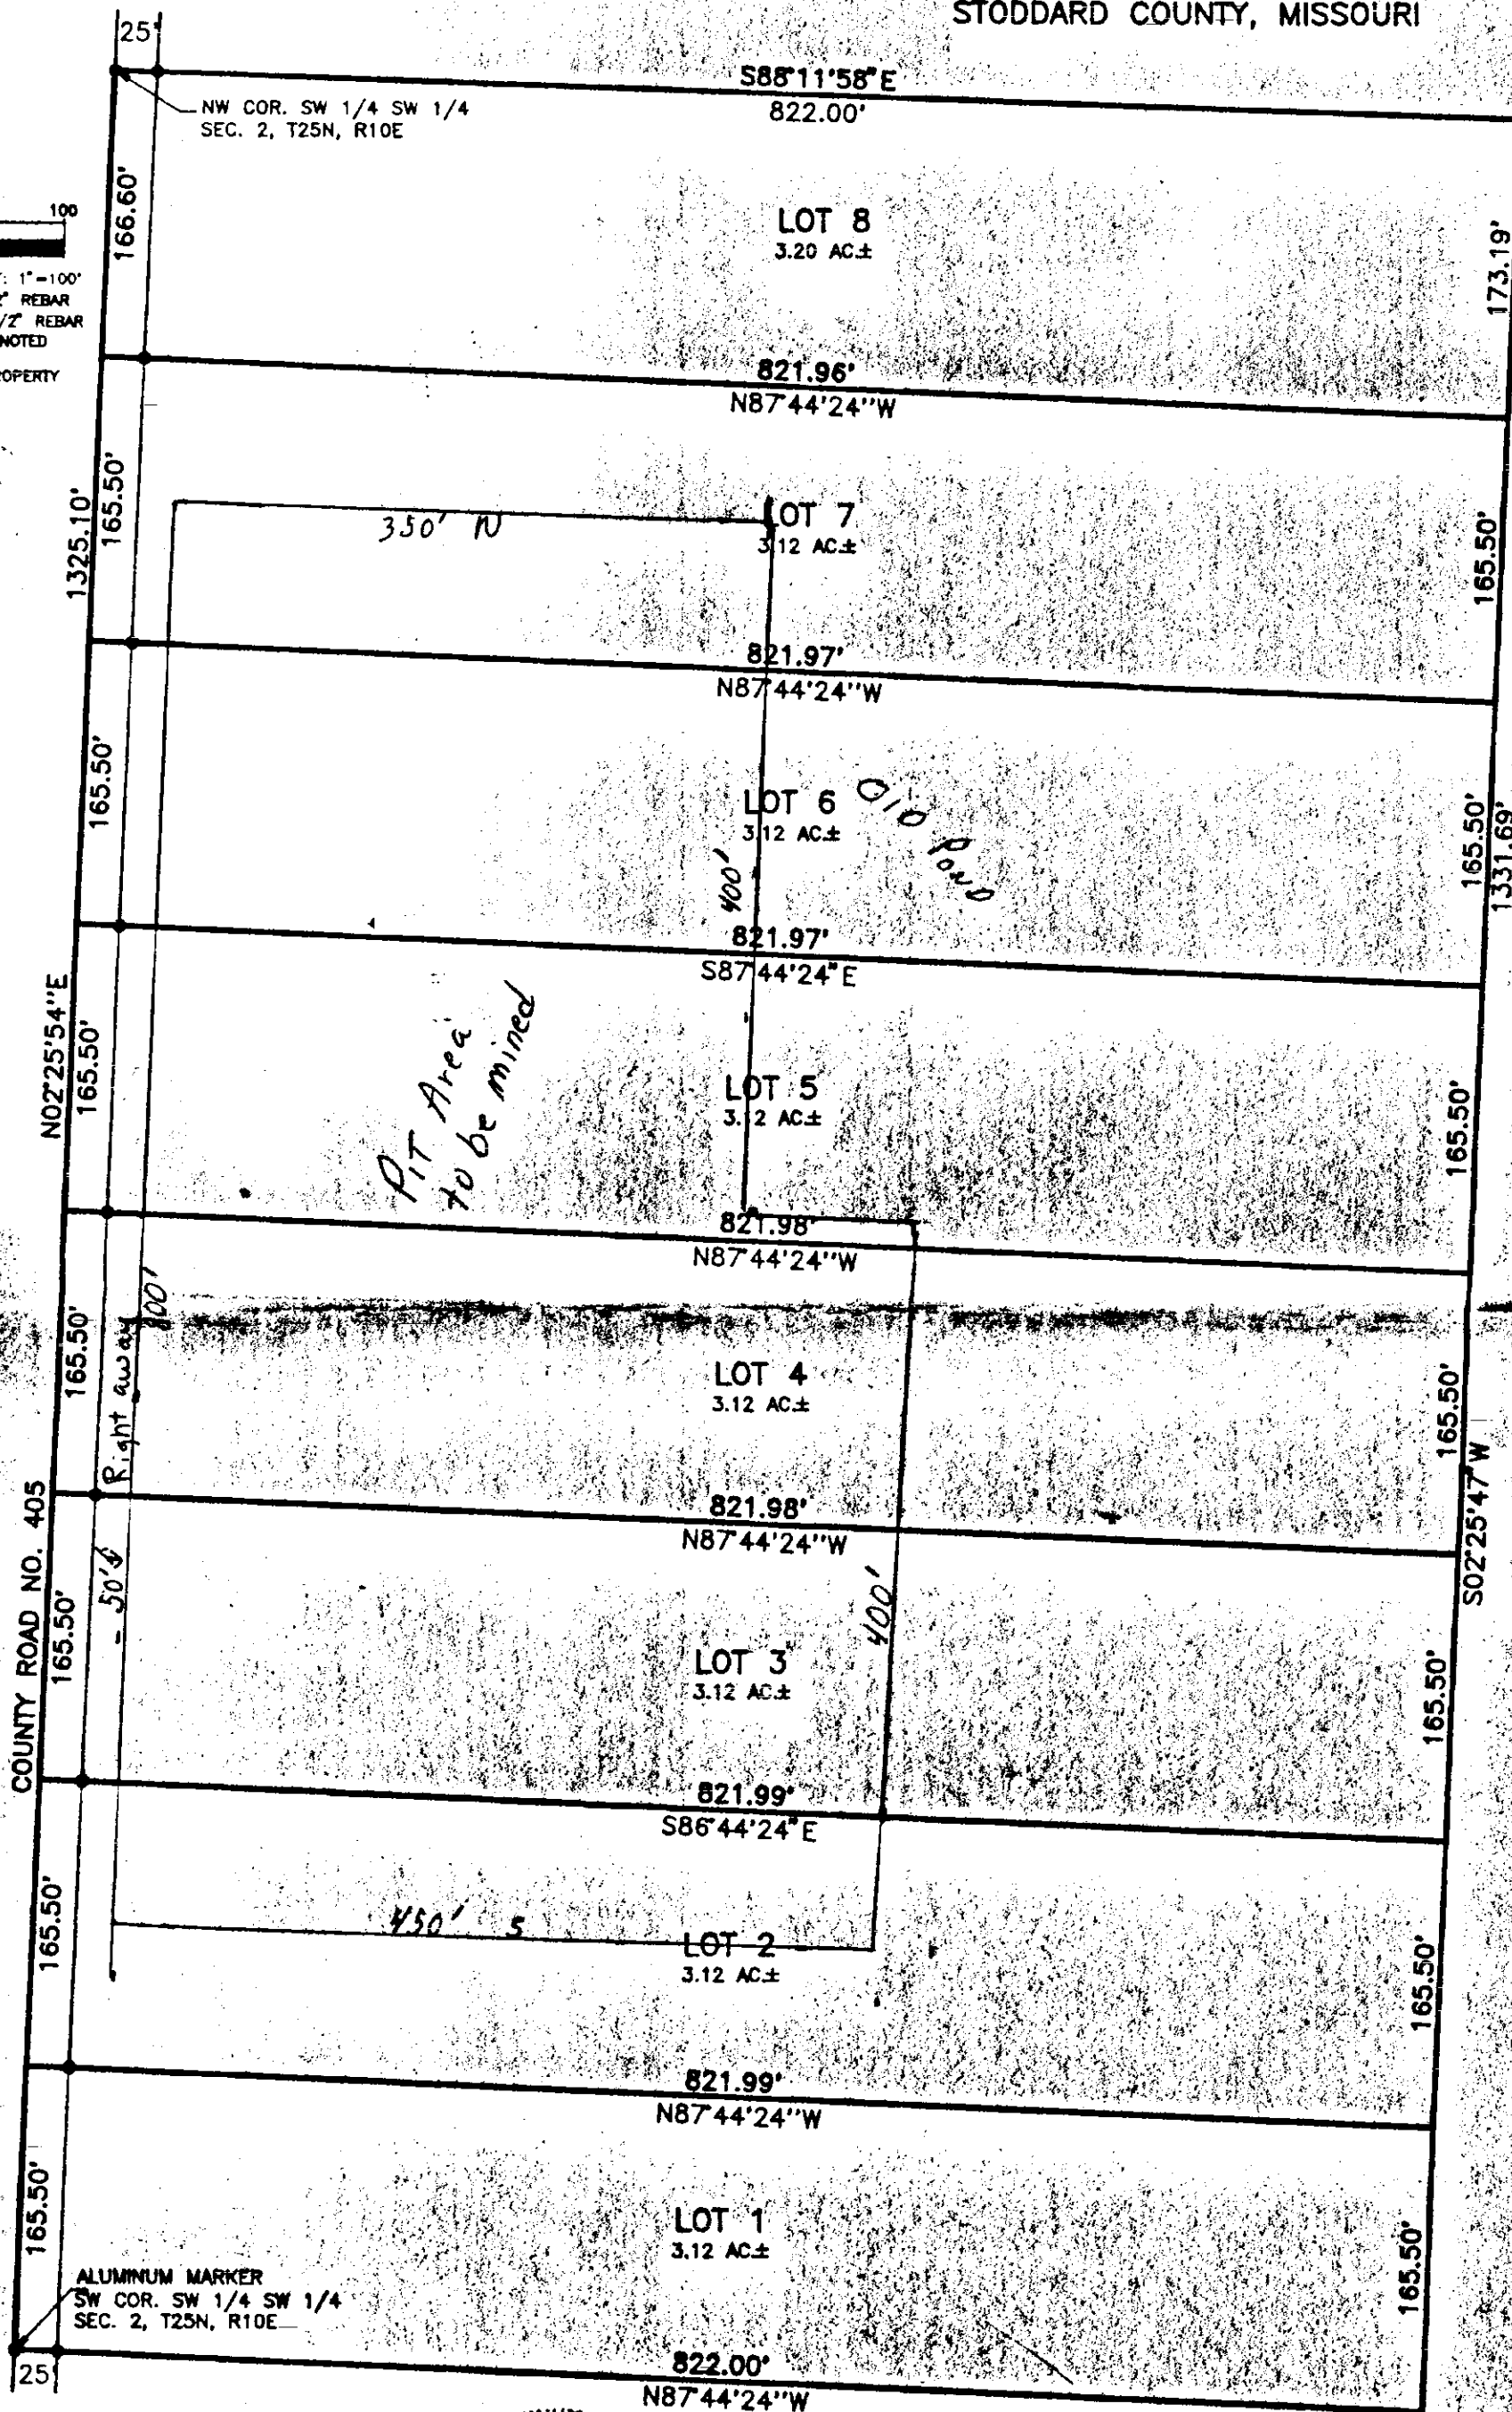 STODDARD COUNTY, MISSOURI
25'
S88°11'58"E
822.00'
NW COR. SW 1/4 SW 1/4
SEC. 2, T25N, R10E
166.60'
LOT 8
3.20 AC.±
173.19'
100
: 1"=100'
2" REBAR
/2" REBAR
NOTED
OPERTY
821.96'
N87°44'24"W
165.50'
1325.10'
350' N
LOT 7
3.12 AC.±
165.50'
821.97'
N87°44'24"W
165.50'
LOT 6
3.12 AC.±
Old Pond
165.50'
1331.69'
400'
821.97'
S87°44'24"E
N02°25'54"E
165.50'
Pit Area
to be mined
LOT 5
3.12 AC.±
165.50'
821.98'
N87°44'24"W
165.50'
Right away
800'
LOT 4
3.12 AC.±
165.50'
S02°25'47"W
821.98'
N87°44'24"W
COUNTY ROAD NO. 405
165.50'
50'
400'
LOT 3
3.12 AC.±
165.50'
821.99'
S86°44'24"E
165.50'
450' S
LOT 2
3.12 AC.±
165.50'
821.99'
N87°44'24"W
165.50'
LOT 1
3.12 AC.±
165.50'
ALUMINUM MARKER
SW COR. SW 1/4 SW 1/4
SEC. 2, T25N, R10E
25'
822.00'
N87°44'24"W